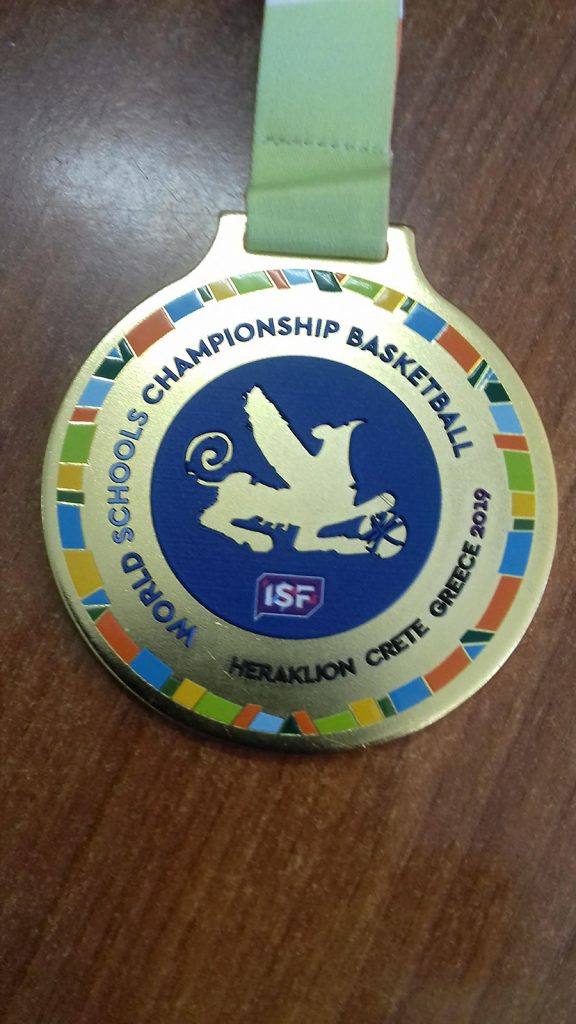 WORLD SCHOOLS CHAMPIONSHIP BASKETBALL
ISF
HERAKLION CRETE GREECE 2019